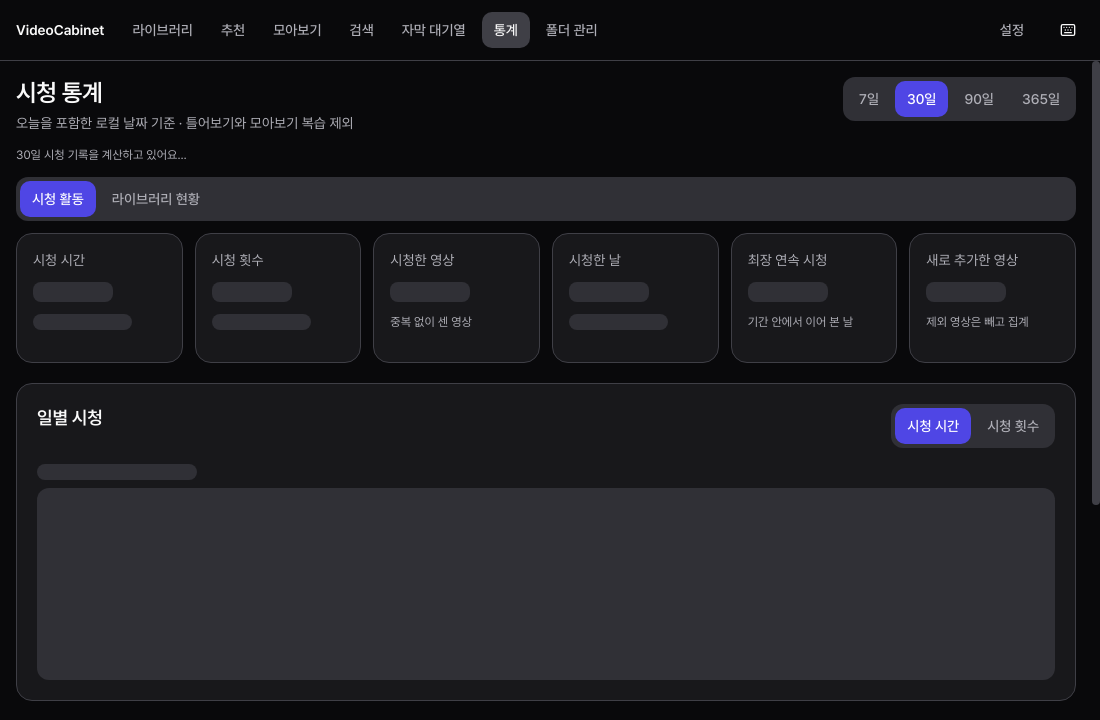 VideoCabinet 라이브러리 추천 모아보기 검색 자막 대기열 통계 폴더 관리 설정
시청 통계
7일 30일 90일 365일
오늘을 포함한 로컬 날짜 기준 · 틀어보기와 모아보기 복습 제외
30일 시청 기록을 계산하고 있어요…
시청 활동 라이브러리 현황
시청 시간 시청 횟수 시청한 영상 시청한 날 최장 연속 시청 새로 추가한 영상
중복 없이 센 영상 기간 안에서 이어 본 날 제외 영상은 빼고 집계
일별 시청
시청 시간 시청 횟수